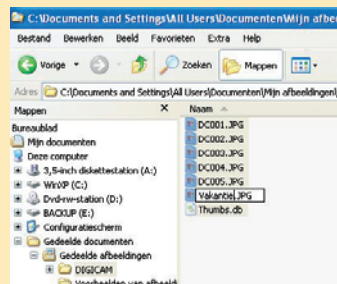 C:\Documents and Settings\All Users\Documenten\Mijn afbee
Bestand Bewerken Beeld Favorieten Extra Help
Vorige Zoeken Mappen
Adres C:\Documents and Settings\All Users\Documenten\Mijn afbeeldingen\
Mappen X Naam
Bureaublad
Mijn documenten
Deze computer
3,5-inch diskettestation (A:)
WinXP (C:)
Dvd-rw-station (D:)
BACKUP (E:)
Configuratiescherm
Gedeelde documenten
Gedeelde afbeeldingen
DIGICAM
Voorbeelden van afbeeld
DC001.JPG
DC002.JPG
DC003.JPG
DC004.JPG
DC005.JPG
Vakantie.JPG
Thumbs.db